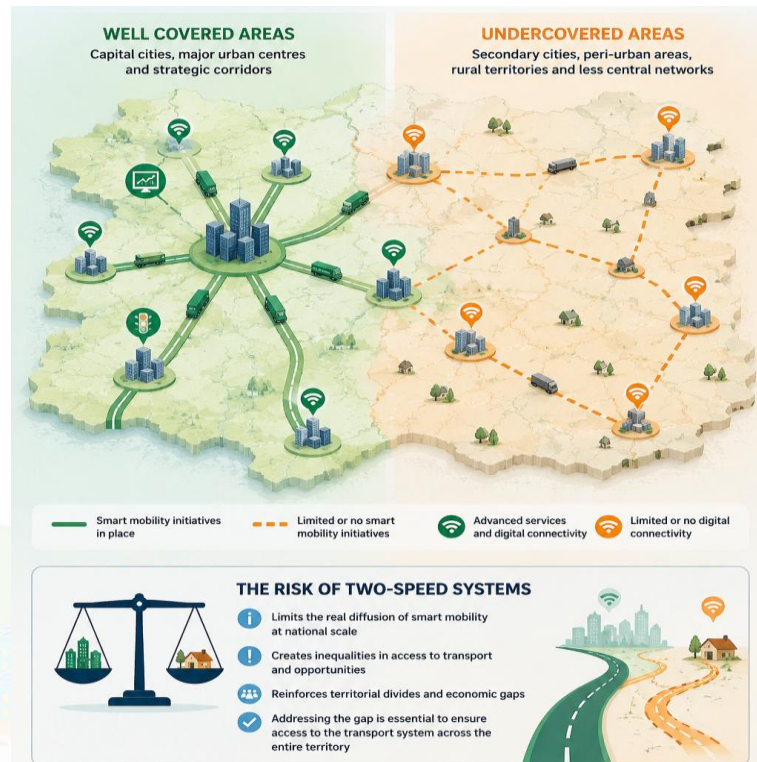 WELL COVERED AREAS
Capital cities, major urban centres
and strategic corridors
UNDERCOVERED AREAS
Secondary cities, peri-urban areas,
rural territories and less central networks
Smart mobility initiatives
in place
Limited or no smart
mobility initiatives
Advanced services
and digital connectivity
Limited or no digital
connectivity
THE RISK OF TWO-SPEED SYSTEMS
Limits the real diffusion of smart mobility
at national scale
Creates inequalities in access to transport
and opportunities
Reinforces territorial divides and economic gaps
Addressing the gap is essential to ensure
access to the transport system across the
entire territory